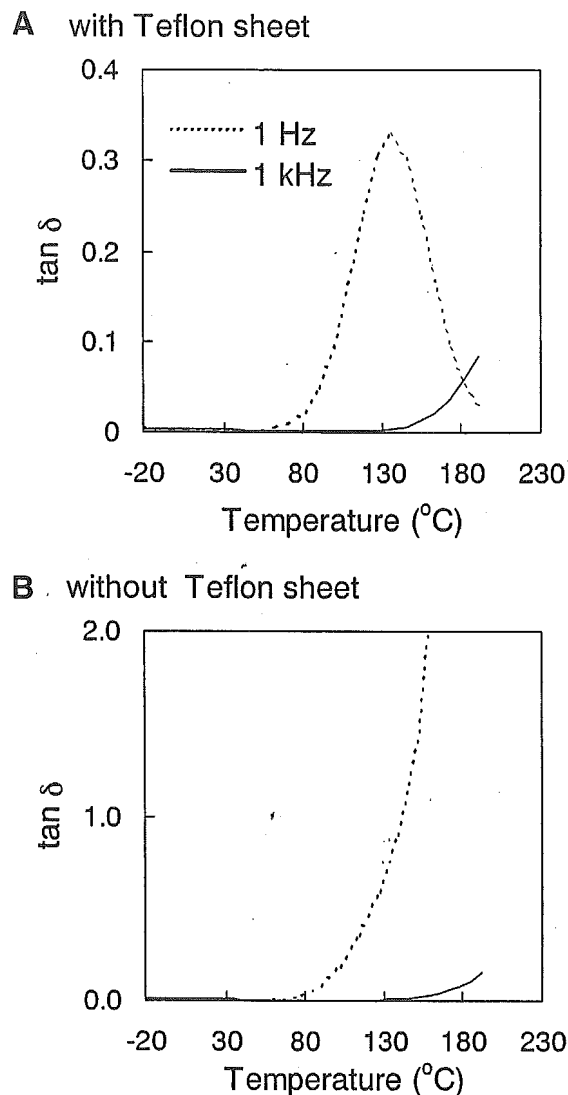 A with Teflon sheet
0.4
1 Hz
0.3
1 kHz
tan δ
0.2
0.1
0
-20 30 80 130 180 230
Temperature (°C)
B without Teflon sheet
2.0
tan δ
1.0
0.0
-20 30 80 130 180 230
Temperature (°C)